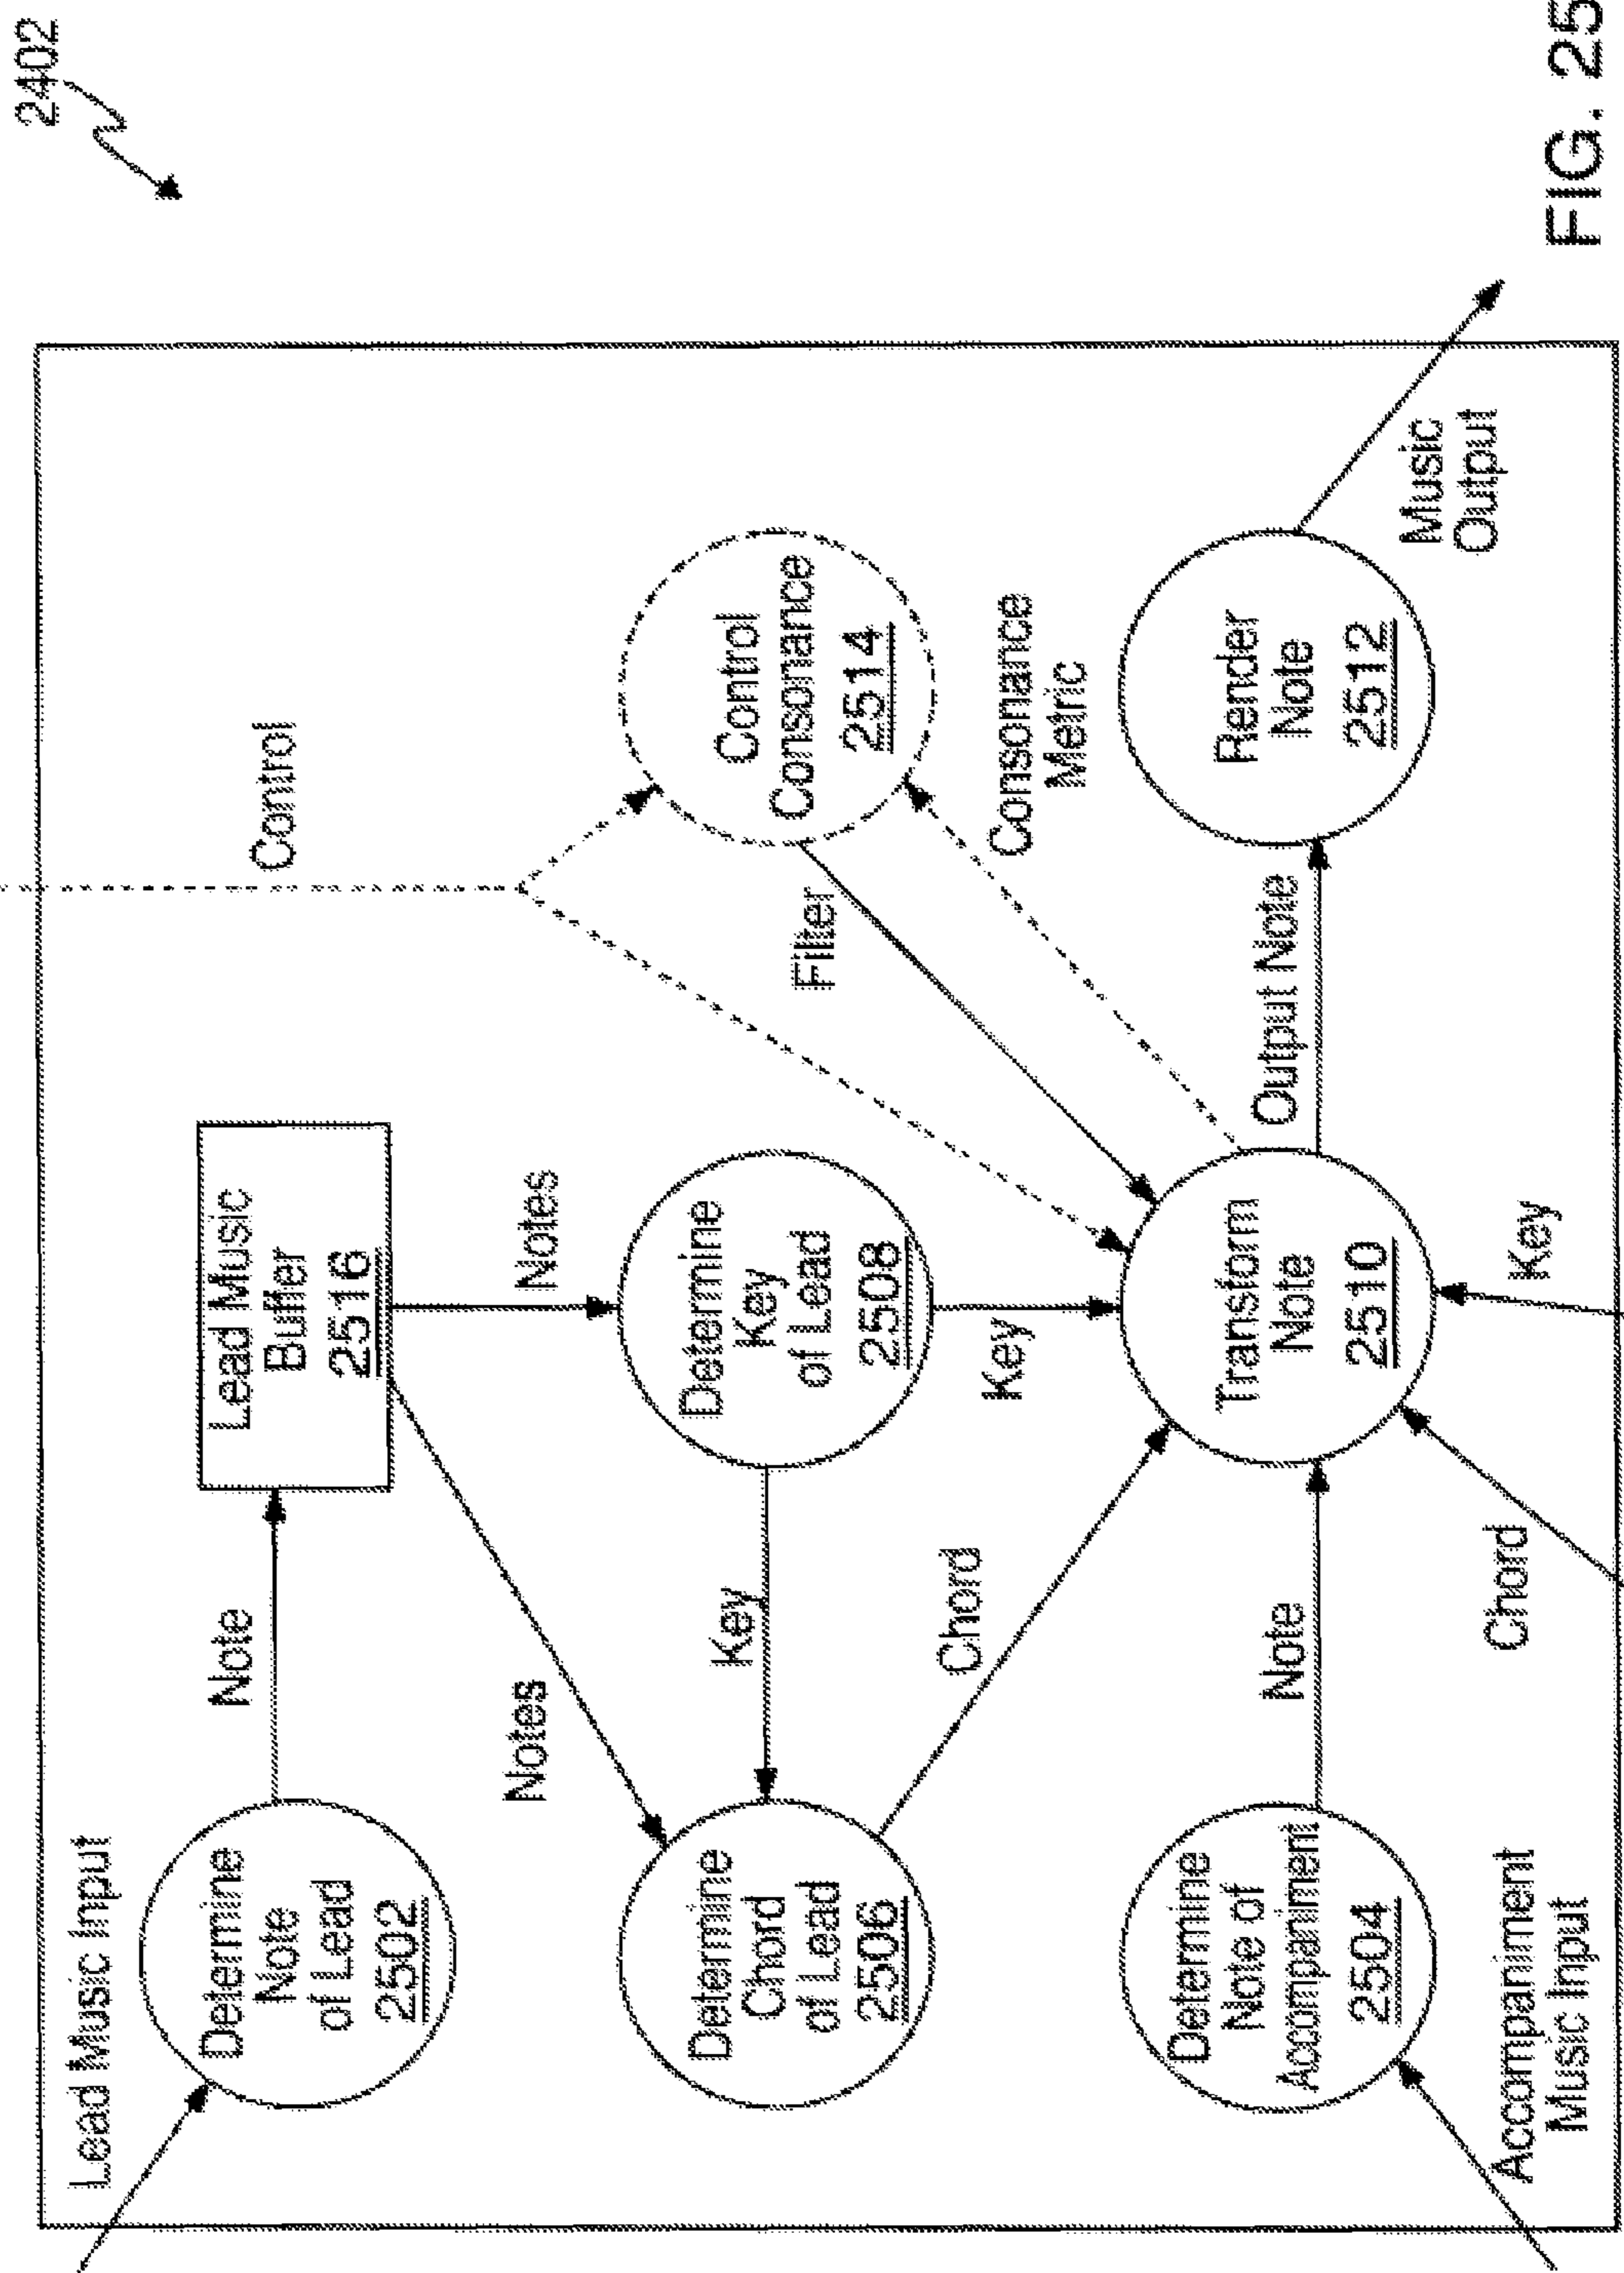 2402
Control
Lead Music Input
Determine
Note
of Lead
2502
Note
Lead Music
Buffer
2516
Notes
Notes
Determine
Chord
of Lead
2506
Key
Determine
Key
of Lead
2508
Control
Consonance
2514
Filter
Chord
Key
Consonance
Metric
Determine
Note of
Accompaniment
2504
Note
Transform
Note
2510
Output Note
Render
Note
2512
Accompaniment
Music Input
Chord
Key
Music
Output
FIG. 25